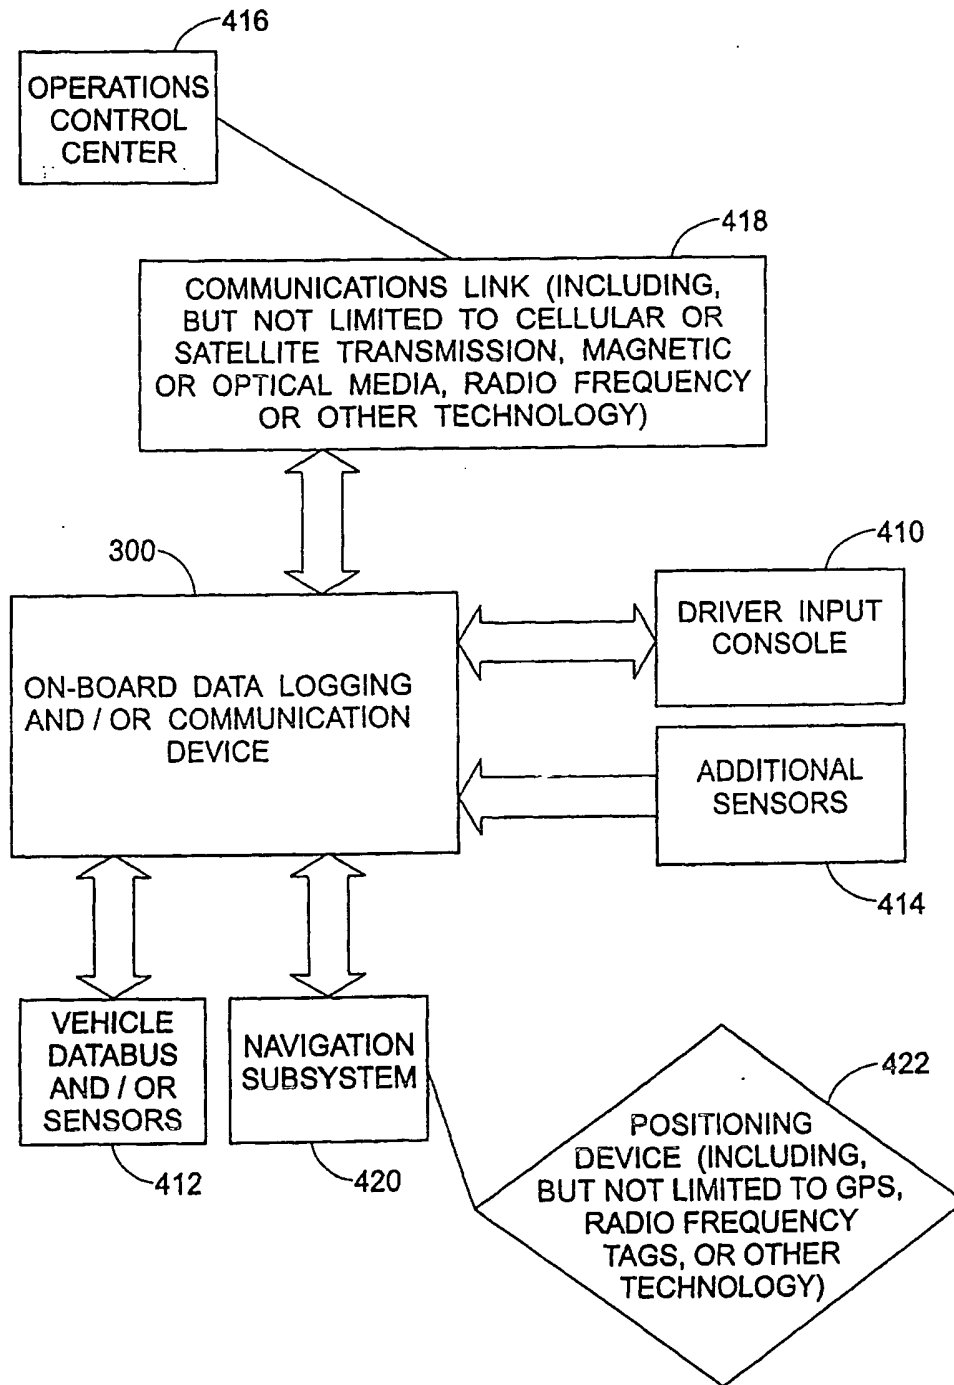 416
OPERATIONS
CONTROL
CENTER
418
COMMUNICATIONS LINK (INCLUDING,
BUT NOT LIMITED TO CELLULAR OR
SATELLITE TRANSMISSION, MAGNETIC
OR OPTICAL MEDIA, RADIO FREQUENCY
OR OTHER TECHNOLOGY)
300
ON-BOARD DATA LOGGING
AND / OR COMMUNICATION
DEVICE
410
DRIVER INPUT
CONSOLE
ADDITIONAL
SENSORS
414
VEHICLE
DATABUS
AND / OR
SENSORS
412
NAVIGATION
SUBSYSTEM
420
422
POSITIONING
DEVICE (INCLUDING,
BUT NOT LIMITED TO GPS,
RADIO FREQUENCY
TAGS, OR OTHER
TECHNOLOGY)